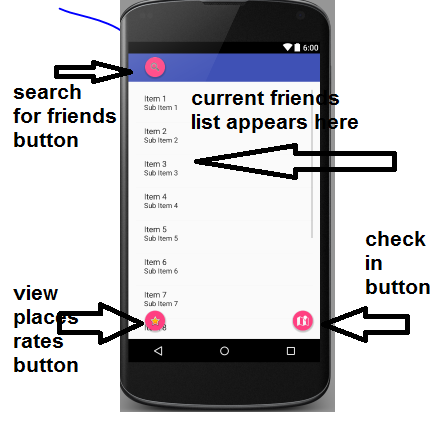 6:00
search
for friends
button
current friends
list appears here
Item 1
Sub Item 1
Item 2
Sub Item 2
Item 3
Sub Item 3
Item 4
Sub Item 4
Item 5
Sub Item 5
Item 6
Sub Item 6
Item 7
Sub Item 7
check
in
button
view
places
rates
button